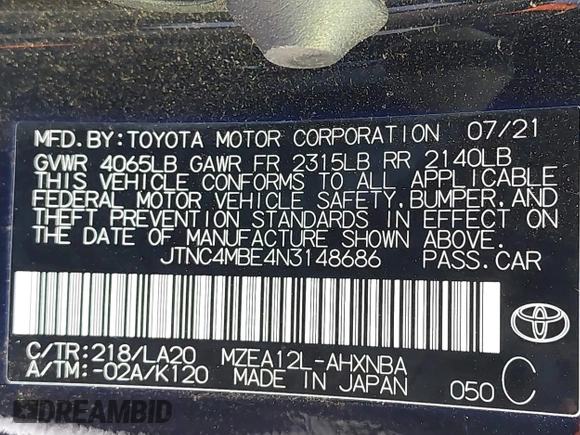 MFD.BY:TOYOTA MOTOR CORPORATION 07/21
GVWR 4065LB GAWR FR 2315LB RR 2140LB
THIS VEHICLE CONFORMS TO ALL APPLICABLE
FEDERAL MOTOR VEHICLE SAFETY,BUMPER,AND
THEFT PREVENTION STANDARDS IN EFFECT ON
THE DATE OF MANUFACTURE SHOWN ABOVE.
JTNC4MBE4N3148686 PASS.CAR
C/TR:218/LA20 MZEA12L-AHXNBA
A/TM:-02A/K120 MADE IN JAPAN 050 C
DREAMBID